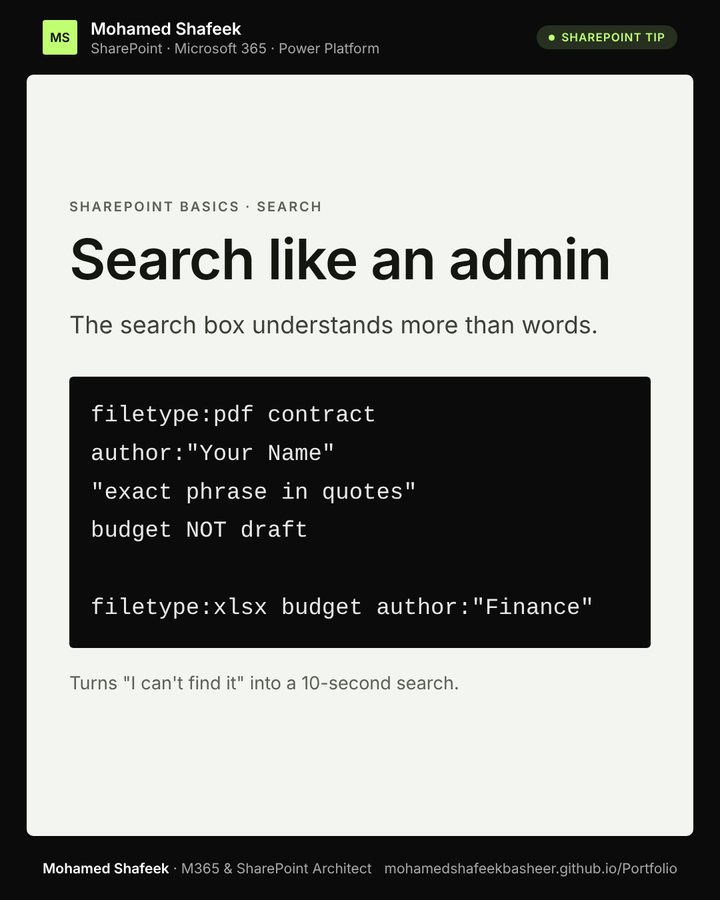 MS
Mohamed Shafeek
SharePoint · Microsoft 365 · Power Platform
SHAREPOINT TIP
SHAREPOINT BASICS · SEARCH
Search like an admin
The search box understands more than words.
filetype:pdf contract
author:"Your Name"
"exact phrase in quotes"
budget NOT draft
filetype:xlsx budget author:"Finance"
Turns "I can't find it" into a 10-second search.
Mohamed Shafeek · M365 & SharePoint Architect
mohamedshafeekbasheer.github.io/Portfolio